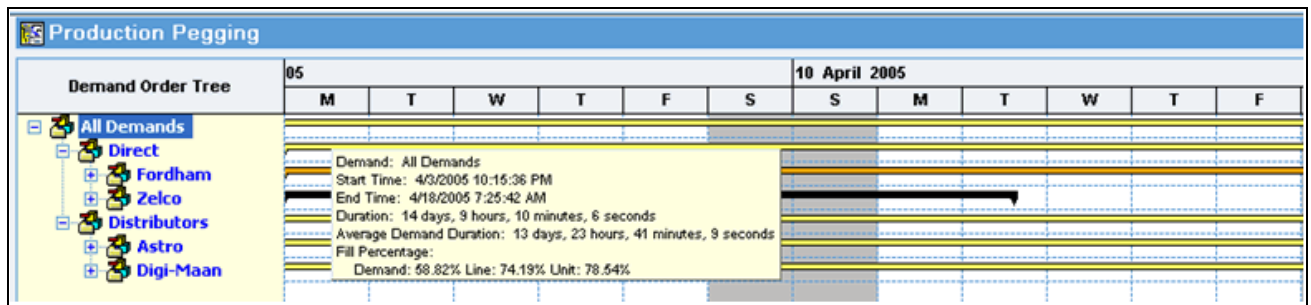 Production Pegging
Demand Order Tree
05
10 April 2005
M T W T F S S M T W T F
All Demands
Direct
Fordham
Zelco
Distributors
Astro
Digi-Maan
Demand: All Demands
Start Time: 4/3/2005 10:15:36 PM
End Time: 4/18/2005 7:25:42 AM
Duration: 14 days, 9 hours, 10 minutes, 6 seconds
Average Demand Duration: 13 days, 23 hours, 41 minutes, 9 seconds
Fill Percentage:
Demand: 58.82% Line: 74.19% Unit: 78.54%